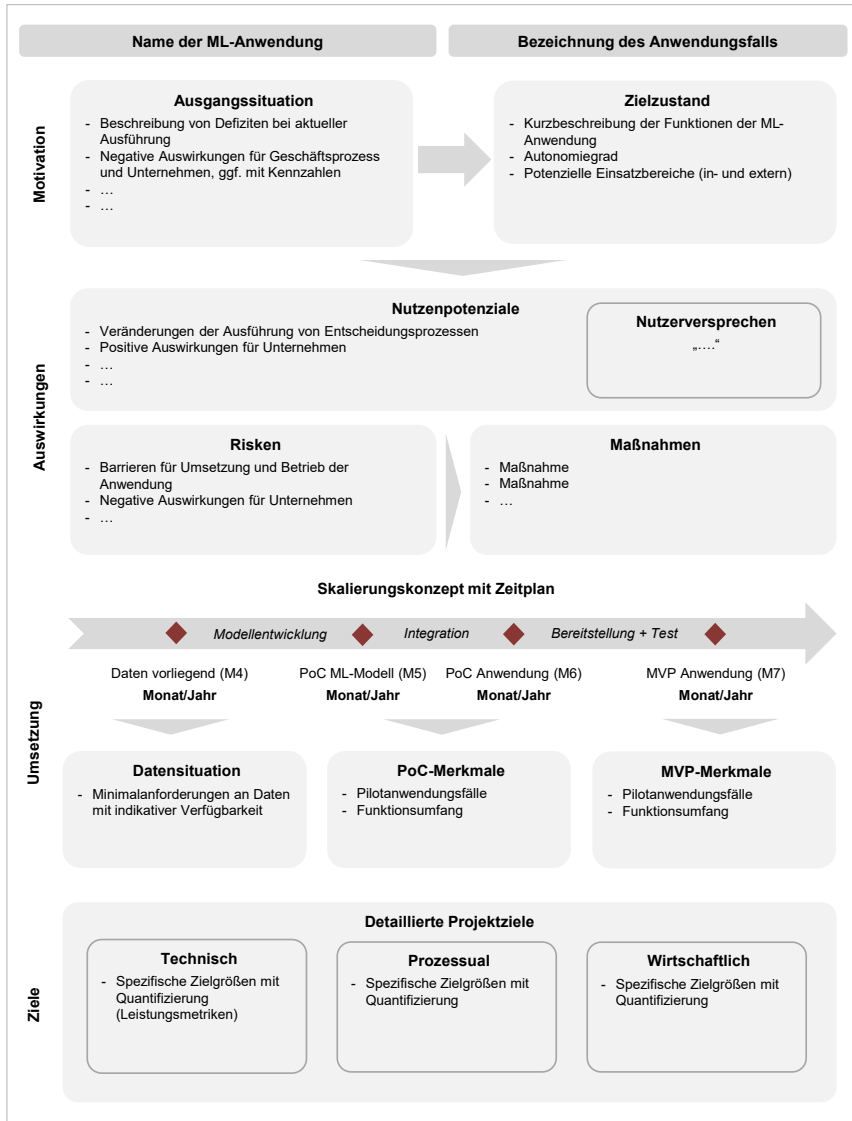 Name der ML-Anwendung
Bezeichnung des Anwendungsfalls
Motivation
Ausgangssituation
- Beschreibung von Defiziten bei aktueller
Ausführung
- Negative Auswirkungen für Geschäftsprozess
und Unternehmen, ggf. mit Kennzahlen
- …
- …
Zielzustand
- Kurzbeschreibung der Funktionen der ML-
Anwendung
- Autonomiegrad
- Potenzielle Einsatzbereiche (in- und extern)
Auswirkungen
Nutzenpotenziale
- Veränderungen der Ausführung von Entscheidungsprozessen
- Positive Auswirkungen für Unternehmen
- …
- …
Nutzerversprechen
„….“
Risken
- Barrieren für Umsetzung und Betrieb der
Anwendung
- Negative Auswirkungen für Unternehmen
- …
Maßnahmen
- Maßnahme
- Maßnahme
- …
Umsetzung
Skalierungskonzept mit Zeitplan
Modellentwicklung
Integration
Bereitstellung + Test
Daten vorliegend (M4)
Monat/Jahr
PoC ML-Modell (M5)
Monat/Jahr
PoC Anwendung (M6)
Monat/Jahr
MVP Anwendung (M7)
Monat/Jahr
Datensituation
- Minimalanforderungen an Daten
mit indikativer Verfügbarkeit
PoC-Merkmale
- Pilotanwendungsfälle
- Funktionsumfang
MVP-Merkmale
- Pilotanwendungsfälle
- Funktionsumfang
Ziele
Detaillierte Projektziele
Technisch
- Spezifische Zielgrößen mit
Quantifizierung
(Leistungsmetriken)
Prozessual
- Spezifische Zielgrößen mit
Quantifizierung
Wirtschaftlich
- Spezifische Zielgrößen mit
Quantifizierung